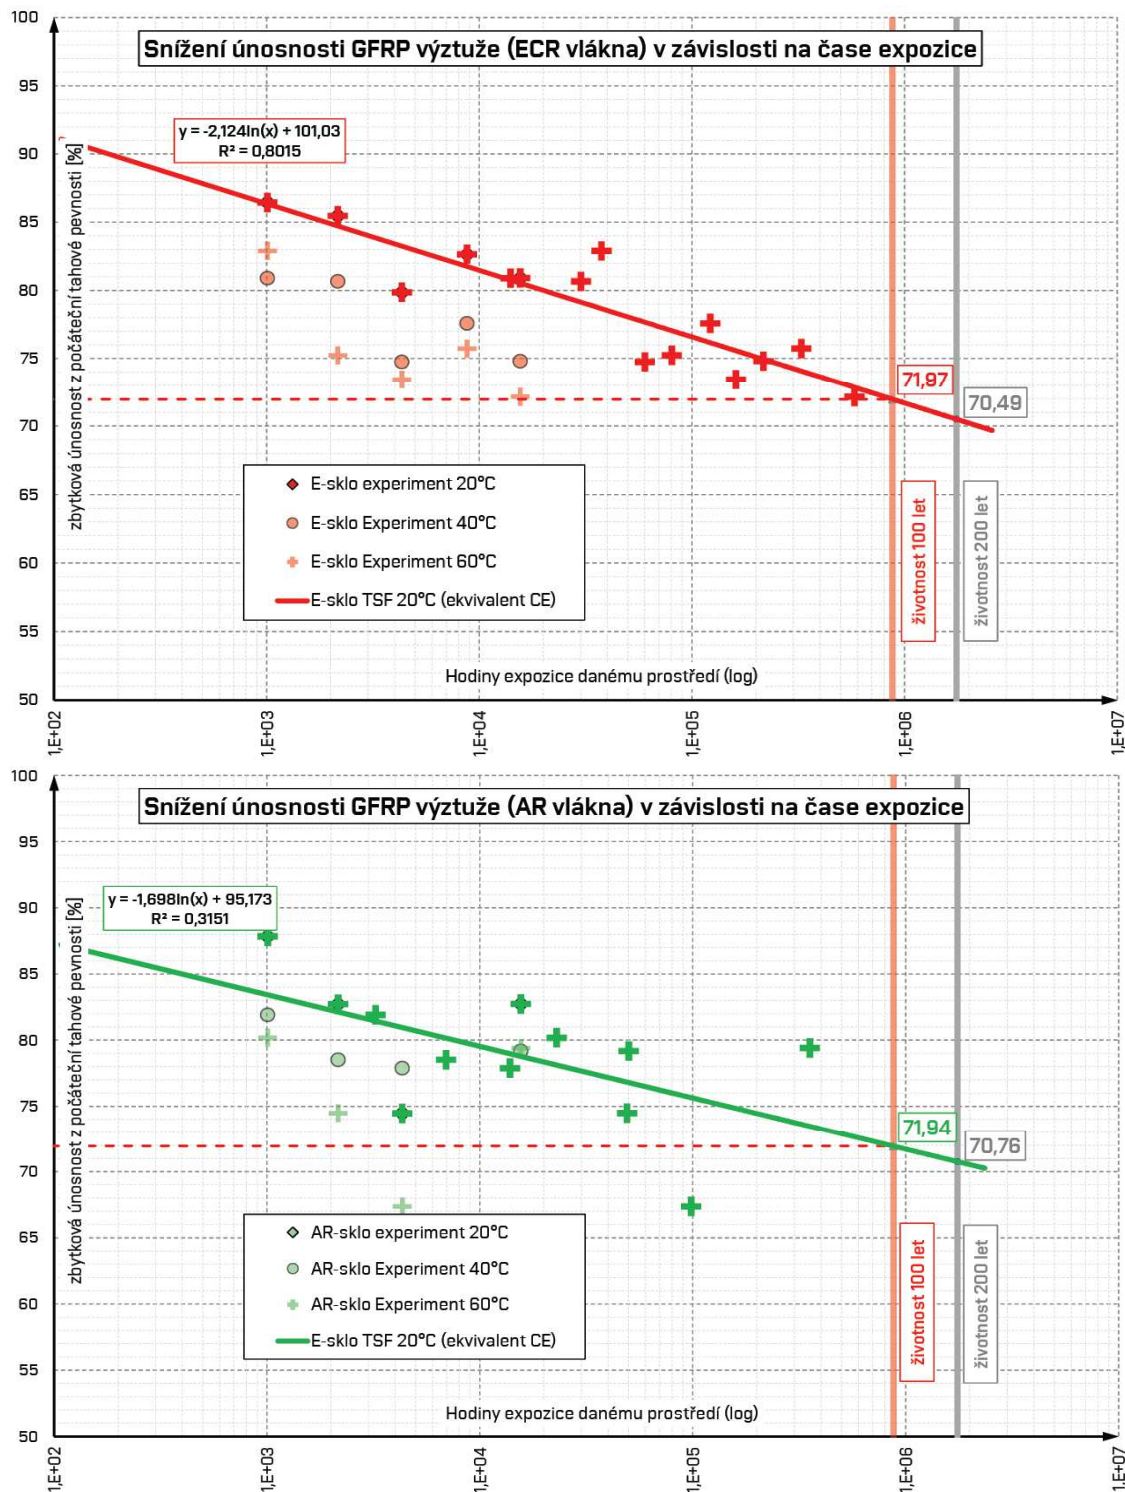 Snížení únosnosti GFRP výztuže (ECR vlákna) v závislosti na čase expozice
100
95
90
85
80
75
70
65
60
55
50
zbytková únosnost z počáteční tahové pevnosti [%]
y = -2,124ln(x) + 101,03
R² = 0,8015
71,97
70,49
E-sklo experiment 20°C
E-sklo Experiment 40°C
E-sklo Experiment 60°C
E-sklo TSF 20°C (ekvivalent CE)
životnost 100 let
životnost 200 let
Hodiny expozice danému prostředí (log)
1,E+02
1,E+03
1,E+04
1,E+05
1,E+06
1,E+07
Snížení únosnosti GFRP výztuže (AR vlákna) v závislosti na čase expozice
100
95
90
85
80
75
70
65
60
55
50
zbytková únosnost z počáteční tahové pevnosti [%]
y = -1,698ln(x) + 95,173
R² = 0,3151
71,94
70,76
AR-sklo experiment 20°C
AR-sklo Experiment 40°C
AR-sklo Experiment 60°C
E-sklo TSF 20°C (ekvivalent CE)
životnost 100 let
životnost 200 let
Hodiny expozice danému prostředí (log)
1,E+02
1,E+03
1,E+04
1,E+05
1,E+06
1,E+07